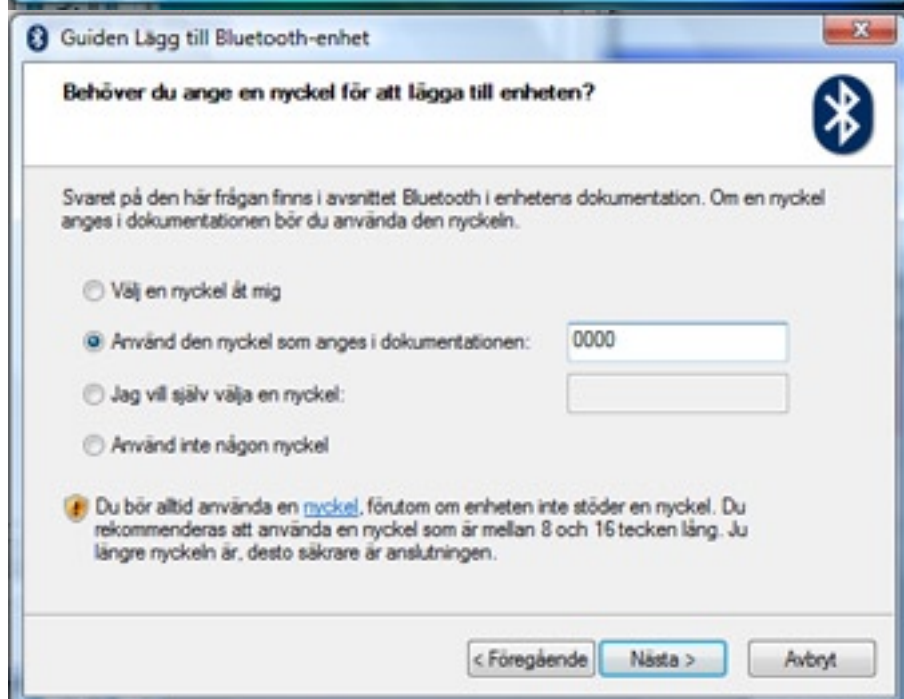 Guiden Lägg till Bluetooth-enhet
Behöver du ange en nyckel för att lägga till enheten?
Svaret på den här frågan finns i avsnittet Bluetooth i enhetens dokumentation. Om en nyckel
anges i dokumentationen bör du använda den nyckeln.
Välj en nyckel åt mig
Använd den nyckel som anges i dokumentationen: 0000
Jag vill själv välja en nyckel:
Använd inte någon nyckel
Du bör alltid använda en nyckel, förutom om enheten inte stöder en nyckel. Du
rekommenderas att använda en nyckel som är mellan 8 och 16 tecken lång. Ju
längre nyckeln är, desto säkrare är anslutningen.
< Föregående Nästa > Avbryt